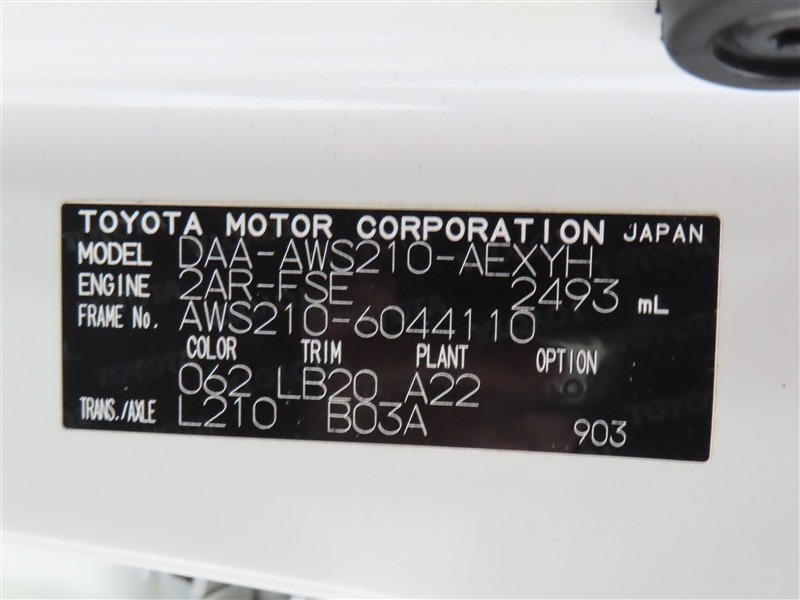 TOYOTA MOTOR CORPORATION JAPAN
MODEL DAA-AWS210-AEXYH
ENGINE 2AR-FSE 2493 mL
FRAME No. AWS210-6044110
COLOR TRIM PLANT OPTION
062 LB20 A22
TRANS./AXLE L210 B03A 903